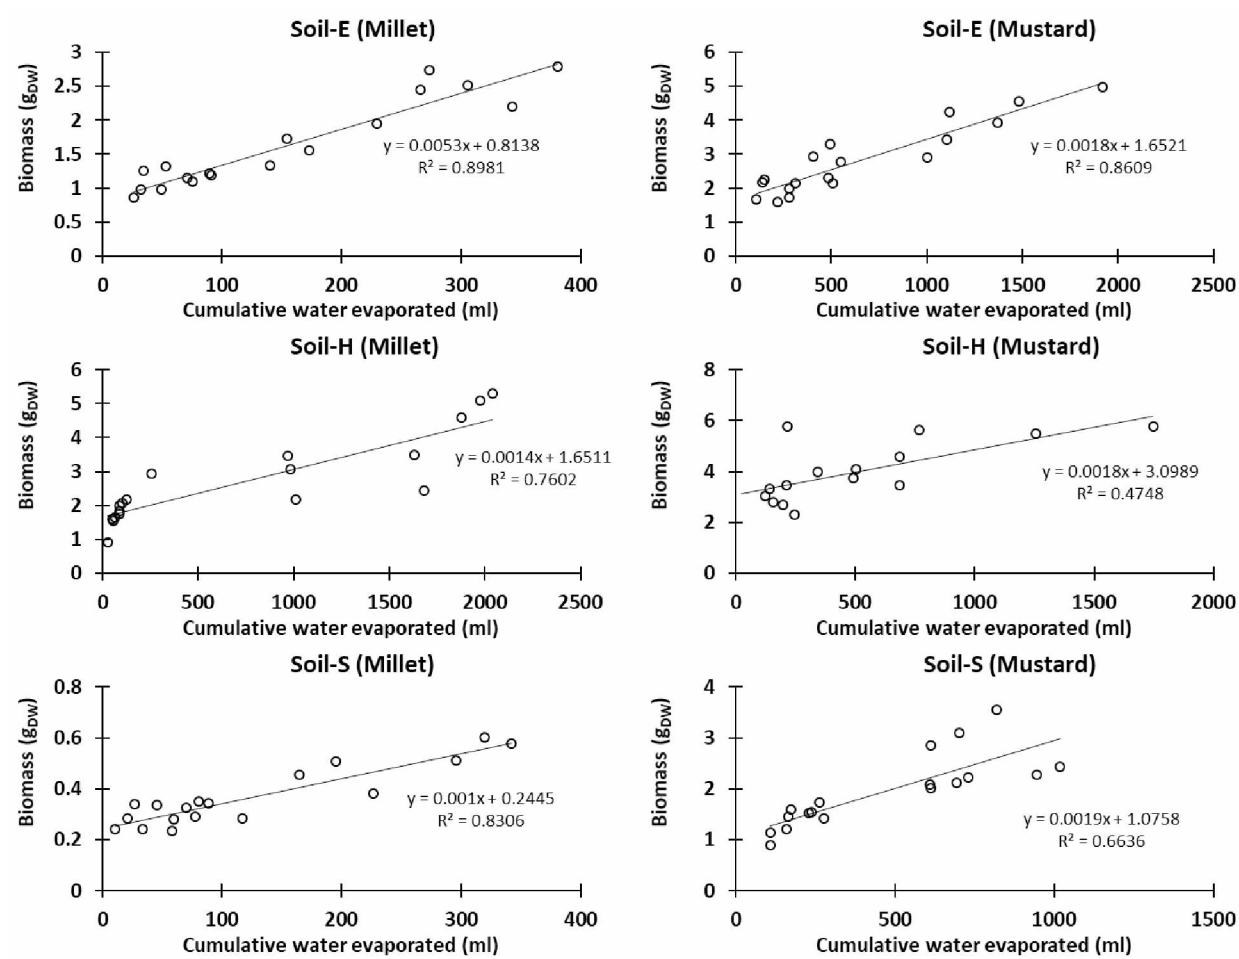 Soil-E (Millet)
Biomass (gDW)
3
2.5
2
1.5
1
0.5
0
y = 0.0053x + 0.8138
R² = 0.8981
0 100 200 300 400
Cumulative water evaporated (ml)
Soil-E (Mustard)
Biomass (gDW)
6
5
4
3
2
1
0
y = 0.0018x + 1.6521
R² = 0.8609
0 500 1000 1500 2000 2500
Cumulative water evaporated (ml)
Soil-H (Millet)
Biomass (gDW)
6
5
4
3
2
1
0
y = 0.0014x + 1.6511
R² = 0.7602
0 500 1000 1500 2000 2500
Cumulative water evaporated (ml)
Soil-H (Mustard)
Biomass (gDW)
8
6
4
2
0
y = 0.0018x + 3.0989
R² = 0.4748
0 500 1000 1500 2000
Cumulative water evaporated (ml)
Soil-S (Millet)
Biomass (gDW)
0.8
0.6
0.4
0.2
0
y = 0.001x + 0.2445
R² = 0.8306
0 100 200 300 400
Cumulative water evaporated (ml)
Soil-S (Mustard)
Biomass (gDW)
4
3
2
1
0
y = 0.0019x + 1.0758
R² = 0.6636
0 500 1000 1500
Cumulative water evaporated (ml)